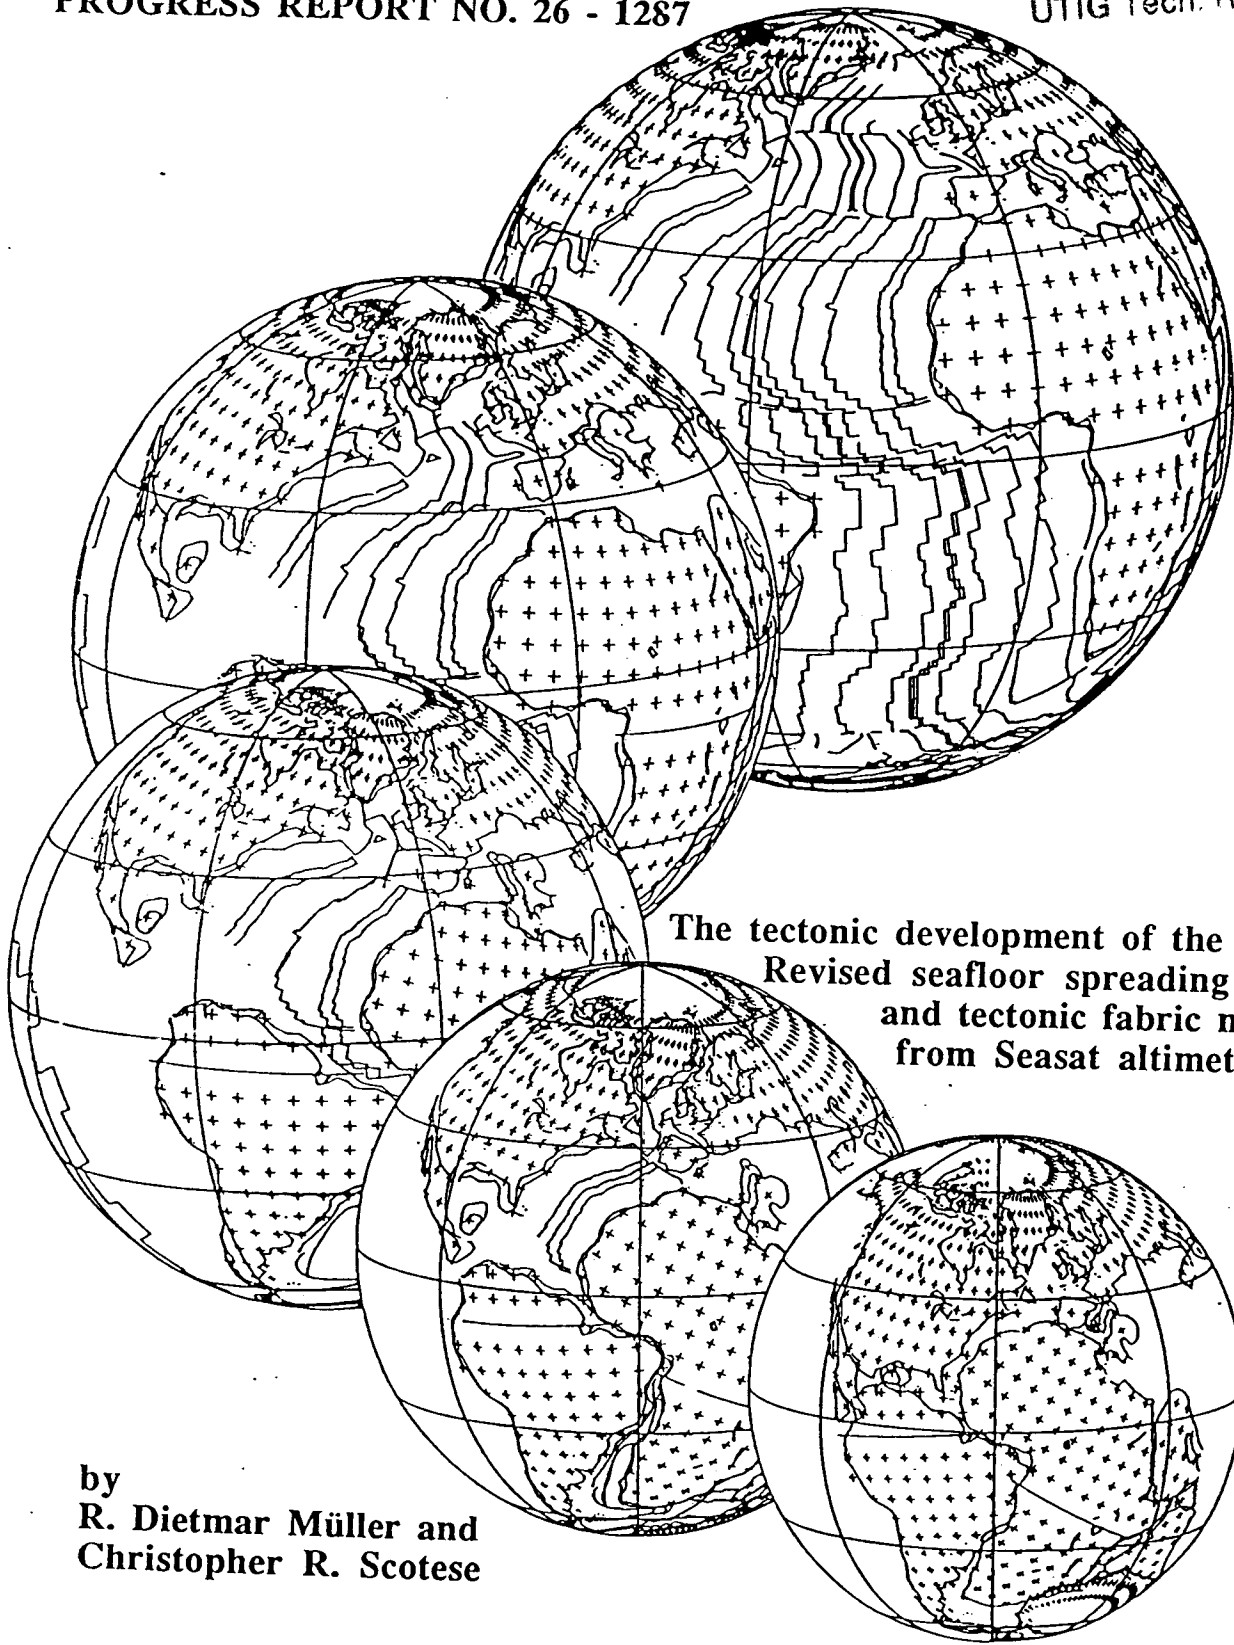 PROGRESS REPORT NO. 26 - 1287
UTIG Tech.
The tectonic development of the
Revised seafloor spreading
and tectonic fabric
from Seasat
by
R. Dietmar Müller and
Christopher R. Scotese